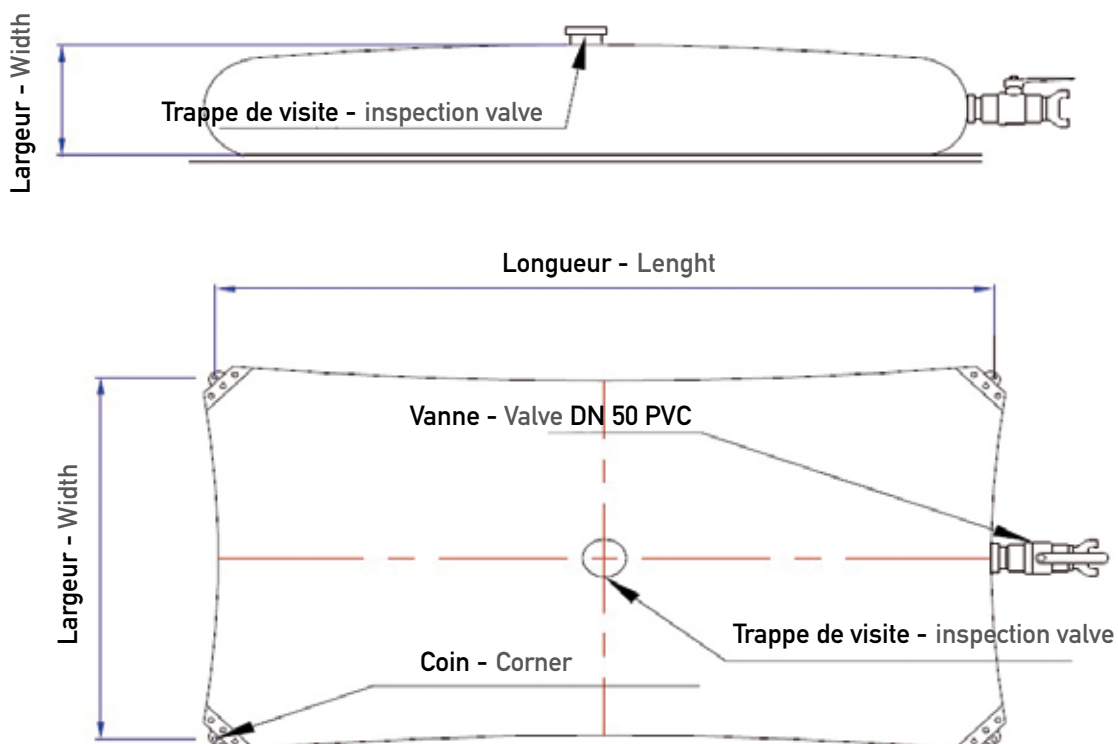 Largeur - Width
Trappe de visite - inspection valve
Longueur - Lenght
Vanne - Valve DN 50 PVC
Largeur - Width
Trappe de visite - inspection valve
Coin - Corner